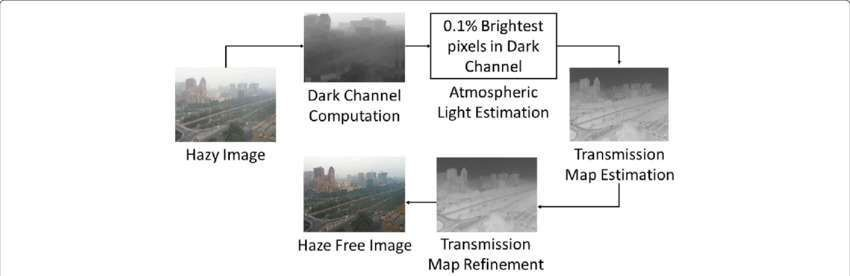 0.1% Brightest
pixels in Dark
Channel
Hazy Image
Dark Channel
Computation
Atmospheric
Light Estimation
Transmission
Map Estimation
Haze Free Image
Transmission
Map Refinement